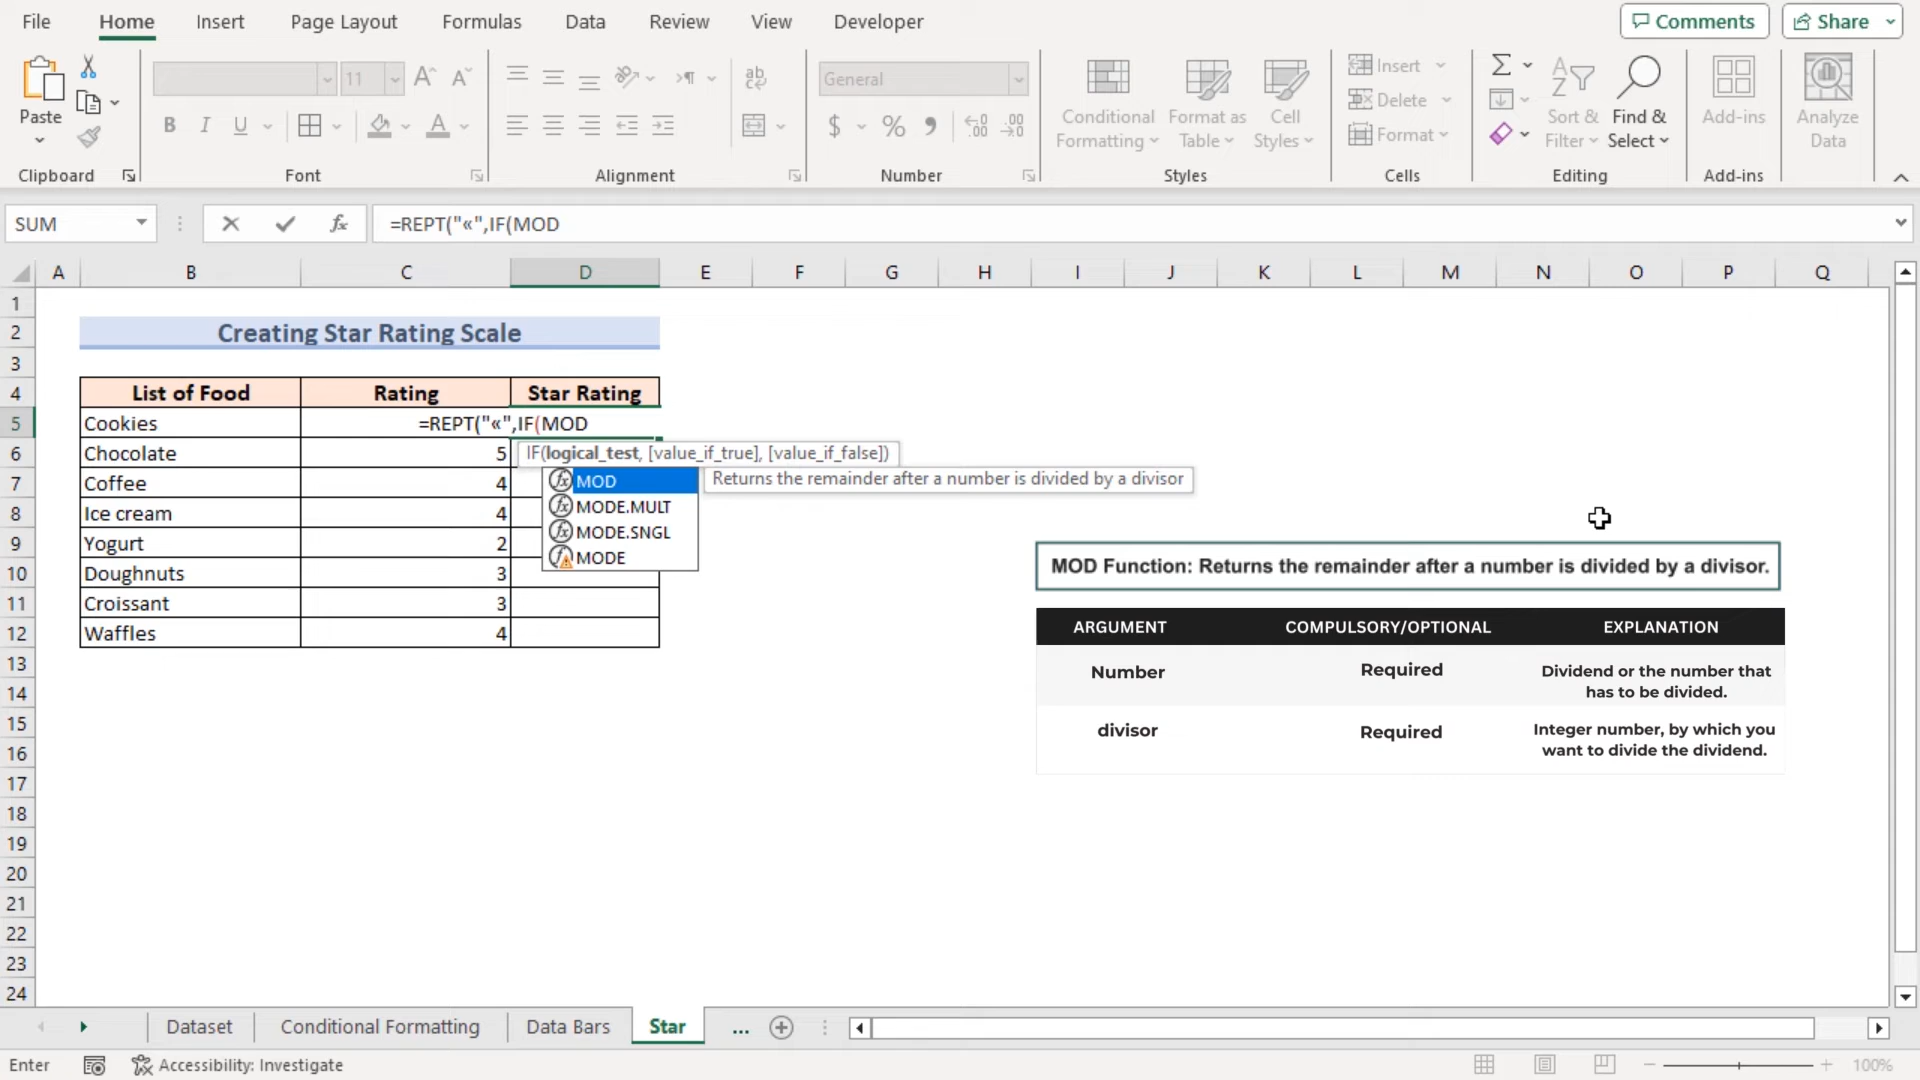 File Home Insert Page Layout Formulas Data Review View Developer Comments Share
Paste
Clipboard
11
B I U A
Font
ab
Alignment
General
$ %
Number
Conditional Formatting
Format as Table
Cell Styles
Styles
Insert
Delete
Format
Cells
Sort & Filter
Find & Select
Editing
Add-ins
Add-ins
Analyze Data
SUM fx =REPT("«",IF(MOD
A B C D E F G H I J K L M N O P Q
1
2 Creating Star Rating Scale
3
4 List of Food Rating Star Rating
5 Cookies =REPT("«",IF(MOD
6 Chocolate 5 IF(logical_test, [value_if_true], [value_if_false])
MOD Returns the remainder after a number is divided by a divisor
7 Coffee 4
MODE.MULT
8 Ice cream 4
MODE.SNGL
9 Yogurt 2
MODE
MOD Function: Returns the remainder after a number is divided by a divisor.
10 Doughnuts 3
11 Croissant 3
ARGUMENT COMPULSORY/OPTIONAL EXPLANATION
12 Waffles 4
13
Number Required Dividend or the number that
has to be divided.
14
15
divisor Required Integer number, by which you
want to divide the dividend.
16
17
18
19
20
21
22
23
24
Dataset Conditional Formatting Data Bars Star ...
Enter Accessibility: Investigate 100%